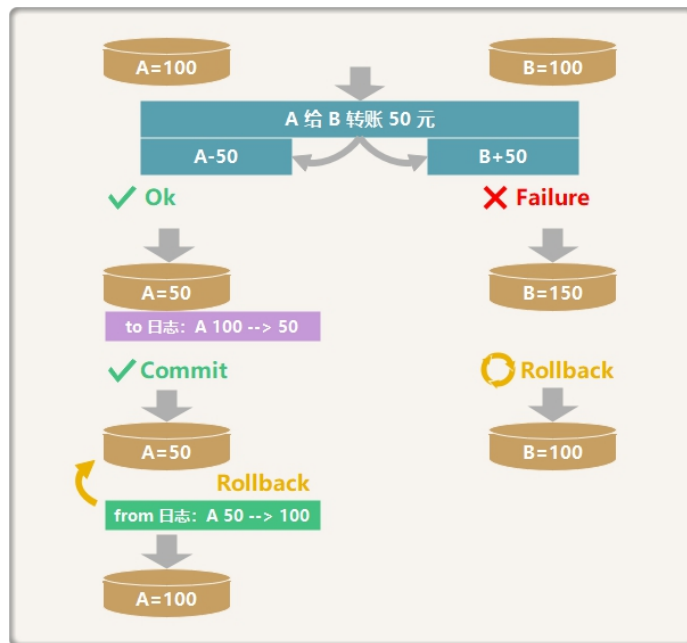 A=100
B=100
A 给 B 转账 50 元
A-50
B+50
Ok
Failure
A=50
B=150
to 日志：A 100 --> 50
Commit
Rollback
A=50
B=100
Rollback
from 日志：A 50 --> 100
A=100